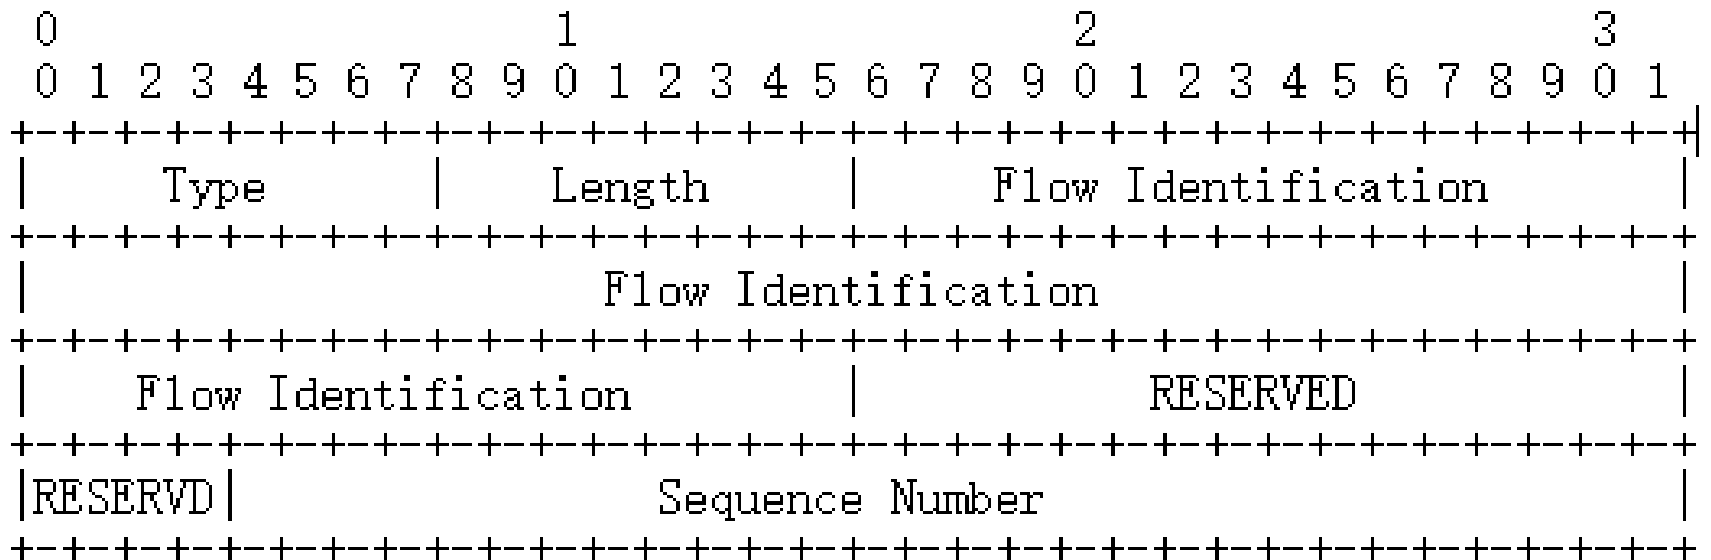 0                   1                   2                   3
0 1 2 3 4 5 6 7 8 9 0 1 2 3 4 5 6 7 8 9 0 1 2 3 4 5 6 7 8 9 0 1
+-+-+-+-+-+-+-+-+-+-+-+-+-+-+-+-+-+-+-+-+-+-+-+-+-+-+-+-+-+-+-+-+|
|     Type      |    Length     |     Flow Identification       |
+-+-+-+-+-+-+-+-+-+-+-+-+-+-+-+-+-+-+-+-+-+-+-+-+-+-+-+-+-+-+-+-+
|                      Flow Identification                      |
+-+-+-+-+-+-+-+-+-+-+-+-+-+-+-+-+-+-+-+-+-+-+-+-+-+-+-+-+-+-+-+-+
|    Flow Identification        |           RESERVED            |
+-+-+-+-+-+-+-+-+-+-+-+-+-+-+-+-+-+-+-+-+-+-+-+-+-+-+-+-+-+-+-+-+
|RESERVD|                Sequence Number                        |
+-+-+-+-+-+-+-+-+-+-+-+-+-+-+-+-+-+-+-+-+-+-+-+-+-+-+-+-+-+-+-+-+